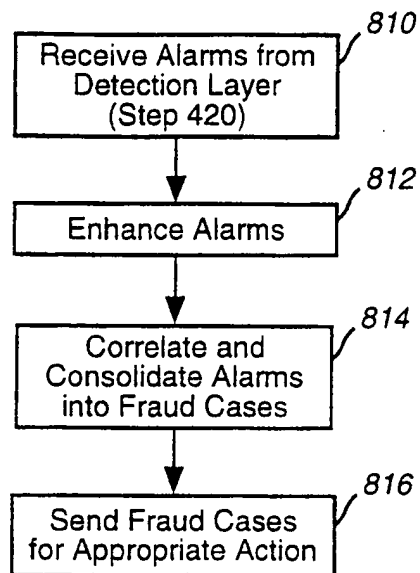 810
Receive Alarms from
Detection Layer
(Step 420)
812
Enhance Alarms
814
Correlate and
Consolidate Alarms
into Fraud Cases
816
Send Fraud Cases
for Appropriate Action